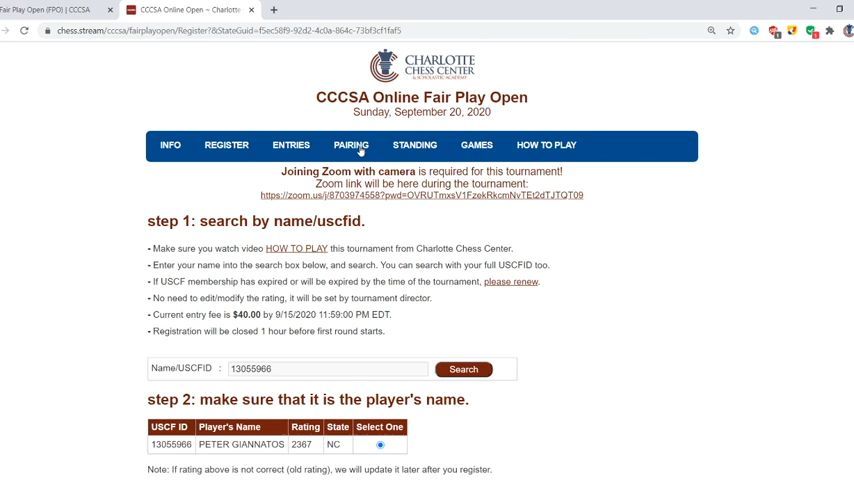 Fair Play Open (FPO) | CCCSA
CCCSA Online Open ~ Charlotte
chess.stream/cccsa/fairplayopen/Register?&StateGuid=f5ec58f9-92d2-4c0a-864c-73bf3cf1faf5
CHARLOTTE
CHESS CENTER
& SCHOLASTIC ACADEMY
CCCSA Online Fair Play Open
Sunday, September 20, 2020
INFO REGISTER ENTRIES PAIRING STANDING GAMES HOW TO PLAY
Joining Zoom with camera is required for this tournament!
Zoom link will be here during the tournament:
https://zoom.us/j/8703974558?pwd=OVRUTmxsV1FzekRkcmNvTEt2dTJTQT09
step 1: search by name/uscfid.
- Make sure you watch video HOW TO PLAY this tournament from Charlotte Chess Center.
- Enter your name into the search box below, and search. You can search with your full USCFID too.
- If USCF membership has expired or will be expired by the time of the tournament, please renew.
- No need to edit/modify the rating, it will be set by tournament director.
- Current entry fee is $40.00 by 9/15/2020 11:59:00 PM EDT.
- Registration will be closed 1 hour before first round starts.
Name/USCFID : 13055966 Search
step 2: make sure that it is the player's name.
USCF ID Player's Name Rating State Select One
13055966 PETER GIANNATOS 2367 NC
Note: If rating above is not correct (old rating), we will update it later after you register.